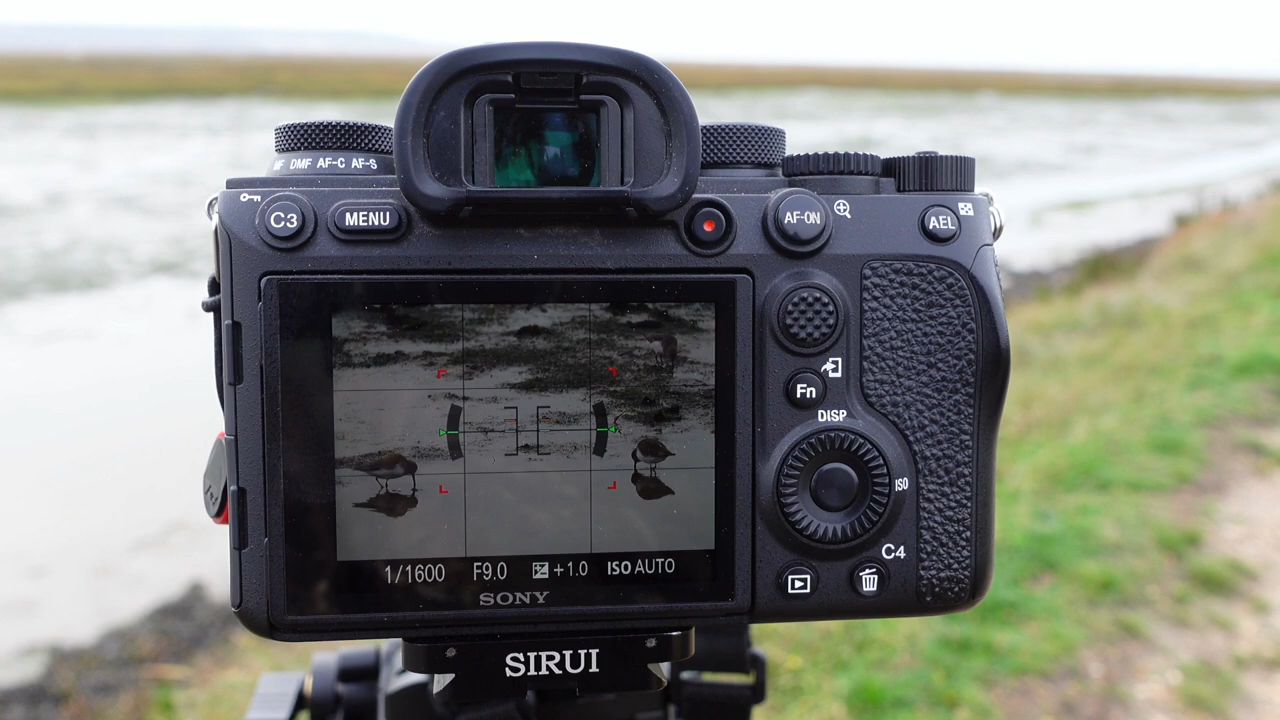 DMF AF-C AF-S
C3
MENU
AF-ON
AEL
Fn
DISP
ISO
C4
1/1600 F9.0 +1.0 ISO AUTO
SONY
SIRUI